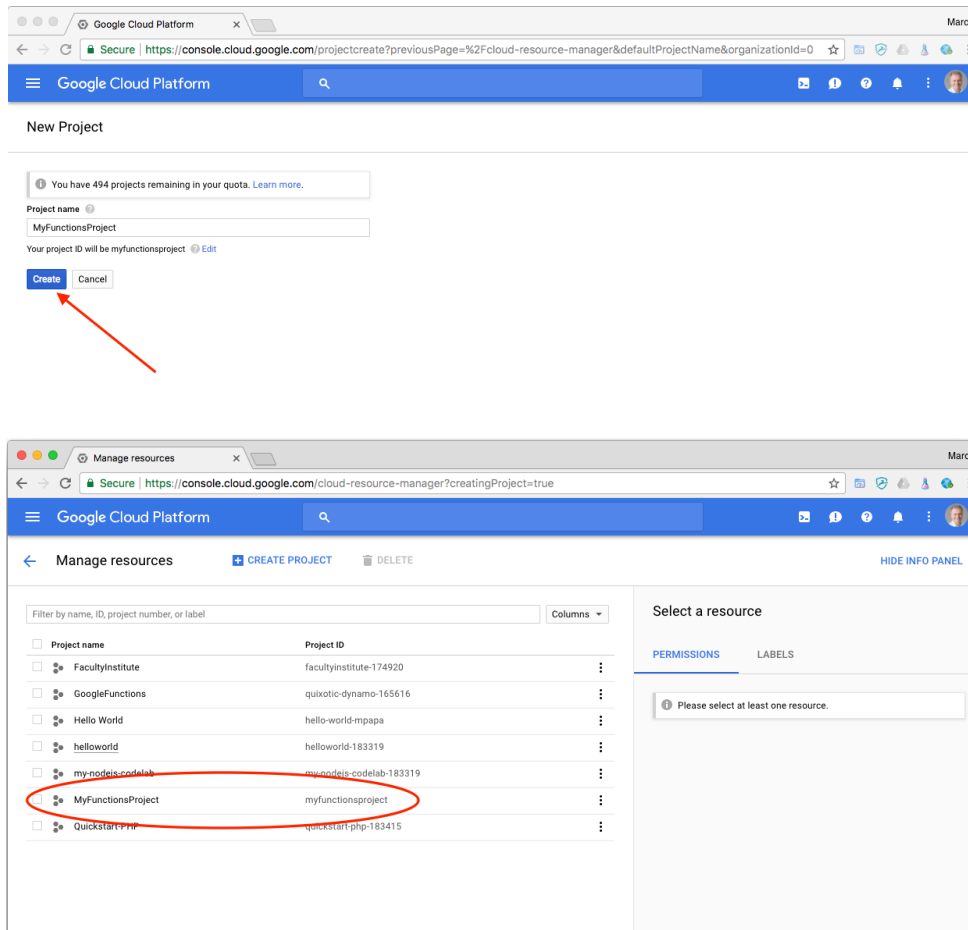 Google Cloud Platform
Marc
Secure | https://console.cloud.google.com/projectcreate?previousPage=%2Fcloud-resource-manager&defaultProjectName&organizationId=0
Google Cloud Platform
New Project
You have 494 projects remaining in your quota. Learn more.
Project name
MyFunctionsProject
Your project ID will be myfunctionsproject Edit
Create Cancel
Manage resources
Marc
Secure | https://console.cloud.google.com/cloud-resource-manager?creatingProject=true
Google Cloud Platform
Manage resources CREATE PROJECT DELETE HIDE INFO PANEL
Filter by name, ID, project number, or label Columns
Project name Project ID
FacultyInstitute facultyinstitute-174920
GoogleFunctions quixotic-dynamo-165616
Hello World hello-world-mpapa
helloworld helloworld-183319
my-nodejs-codelab my-nodejs-codelab-183319
MyFunctionsProject myfunctionsproject
Quickstart-PHP quickstart-php-183415
Select a resource
PERMISSIONS LABELS
Please select at least one resource.